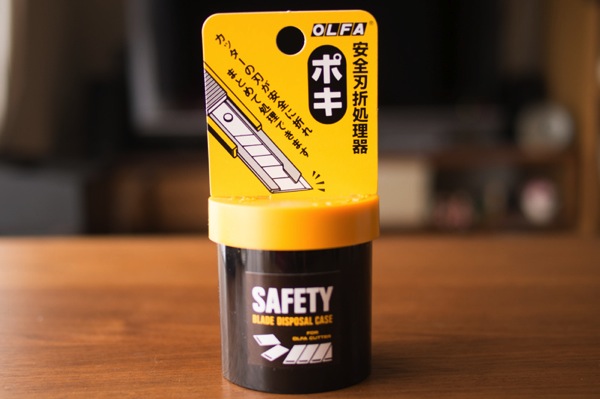 OLFA®
安全刃折処理器
ポキ
カッターの刃が安全に折れ
まとめて処理できます
SAFETY
BLADE DISPOSAL CASE
FOR
OLFA CUTTER